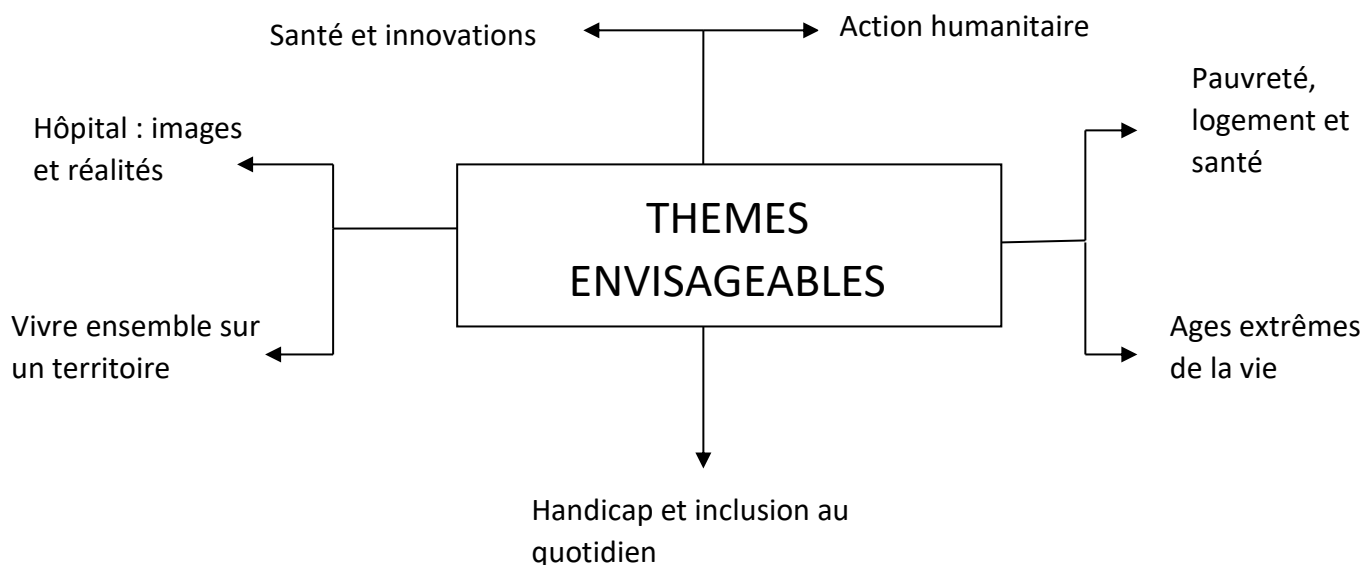 Santé et innovations
Action humanitaire
Pauvreté,
logement et
santé
Hôpital : images
et réalités
THEMES
ENVISAGEABLES
Vivre ensemble sur
un territoire
Ages extrêmes
de la vie
Handicap et inclusion au
quotidien